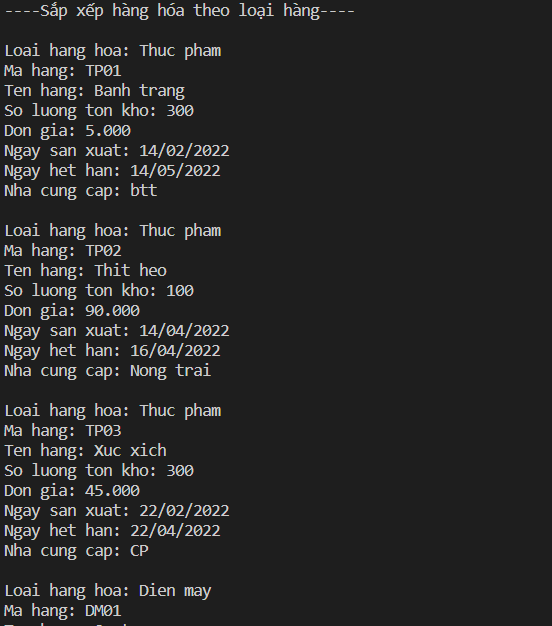 ----Sắp xếp hàng hóa theo loại hàng----
Loai hang hoa: Thuc pham
Ma hang: TP01
Ten hang: Banh trang
So luong ton kho: 300
Don gia: 5.000
Ngay san xuat: 14/02/2022
Ngay het han: 14/05/2022
Nha cung cap: btt
Loai hang hoa: Thuc pham
Ma hang: TP02
Ten hang: Thit heo
So luong ton kho: 100
Don gia: 90.000
Ngay san xuat: 14/04/2022
Ngay het han: 16/04/2022
Nha cung cap: Nong trai
Loai hang hoa: Thuc pham
Ma hang: TP03
Ten hang: Xuc xich
So luong ton kho: 300
Don gia: 45.000
Ngay san xuat: 22/02/2022
Ngay het han: 22/04/2022
Nha cung cap: CP
Loai hang hoa: Dien may
Ma hang: DM01